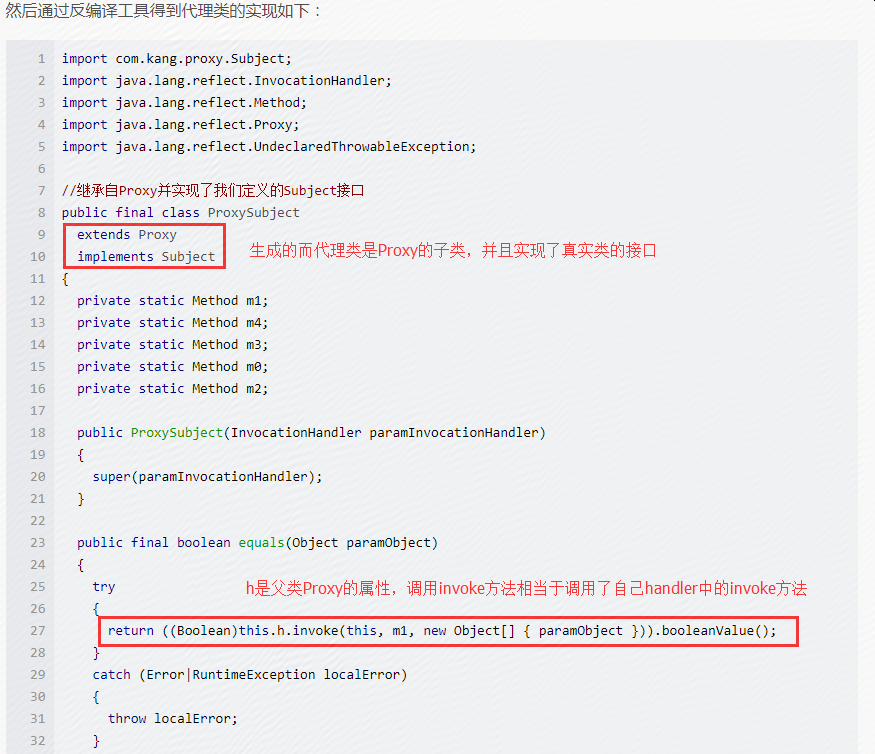 然后通过反编译工具得到代理类的实现如下：
1 import com.kang.proxy.Subject;
2 import java.lang.reflect.InvocationHandler;
3 import java.lang.reflect.Method;
4 import java.lang.reflect.Proxy;
5 import java.lang.reflect.UndeclaredThrowableException;
6
7 //继承自Proxy并实现了我们定义的Subject接口
8 public final class ProxySubject
9   extends Proxy
10   implements Subject
生成的而代理类是Proxy的子类，并且实现了真实类的接口
11 {
12   private static Method m1;
13   private static Method m4;
14   private static Method m3;
15   private static Method m0;
16   private static Method m2;
17
18   public ProxySubject(InvocationHandler paramInvocationHandler)
19   {
20     super(paramInvocationHandler);
21   }
22
23   public final boolean equals(Object paramObject)
24   {
25     try
h是父类Proxy的属性，调用invoke方法相当于调用了自己handler中的invoke方法
26     {
27       return ((Boolean)this.h.invoke(this, m1, new Object[] { paramObject })).booleanValue();
28     }
29     catch (Error|RuntimeException localError)
30     {
31       throw localError;
32     }